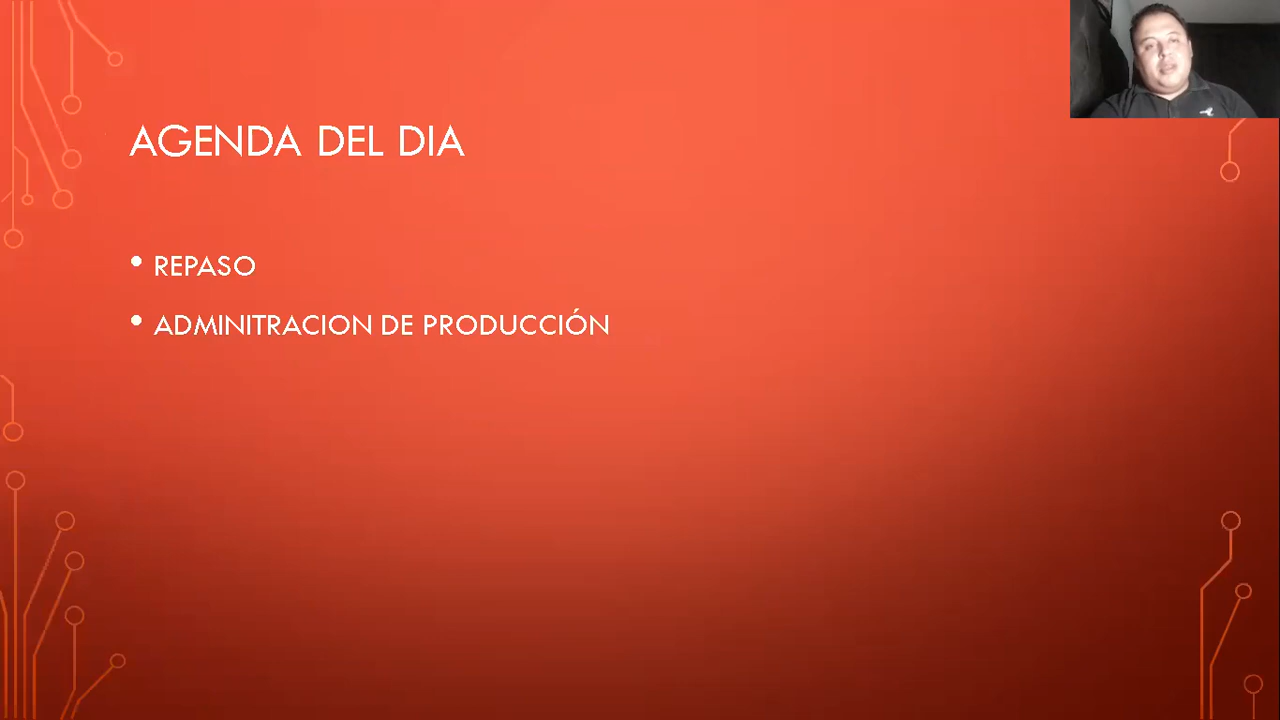 AGENDA DEL DIA
• REPASO
• ADMINITRACION DE PRODUCCIÓN